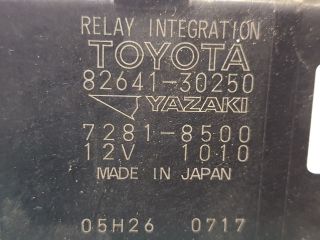 RELAY INTEGRATION
TOYOTA
82641-30250
YAZAKI
7281-8500
12V 1010
MADE IN JAPAN
05H26 0717